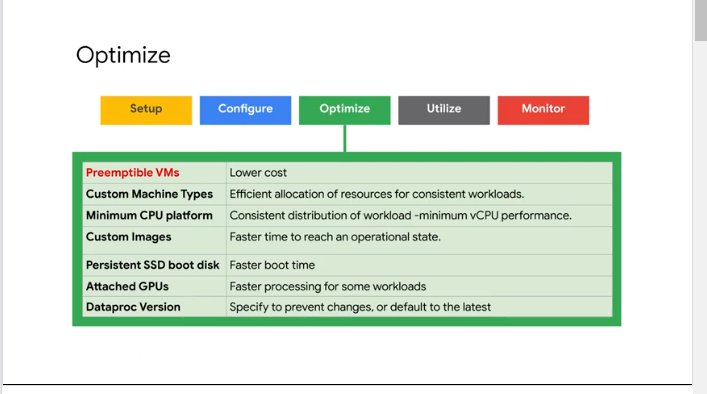 Optimize
Setup Configure Optimize Utilize Monitor
Preemptible VMs Lower cost
Custom Machine Types Efficient allocation of resources for consistent workloads.
Minimum CPU platform Consistent distribution of workload -minimum vCPU performance.
Custom Images Faster time to reach an operational state.
Persistent SSD boot disk Faster boot time
Attached GPUs Faster processing for some workloads
Dataproc Version Specify to prevent changes, or default to the latest